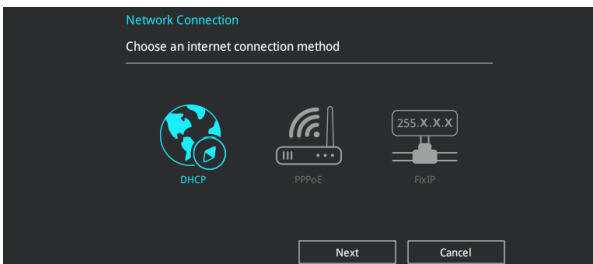 Network Connection
Choose an internet connection method
255.X.X.X
DHCP
PPPoE
FixIP
Next
Cancel